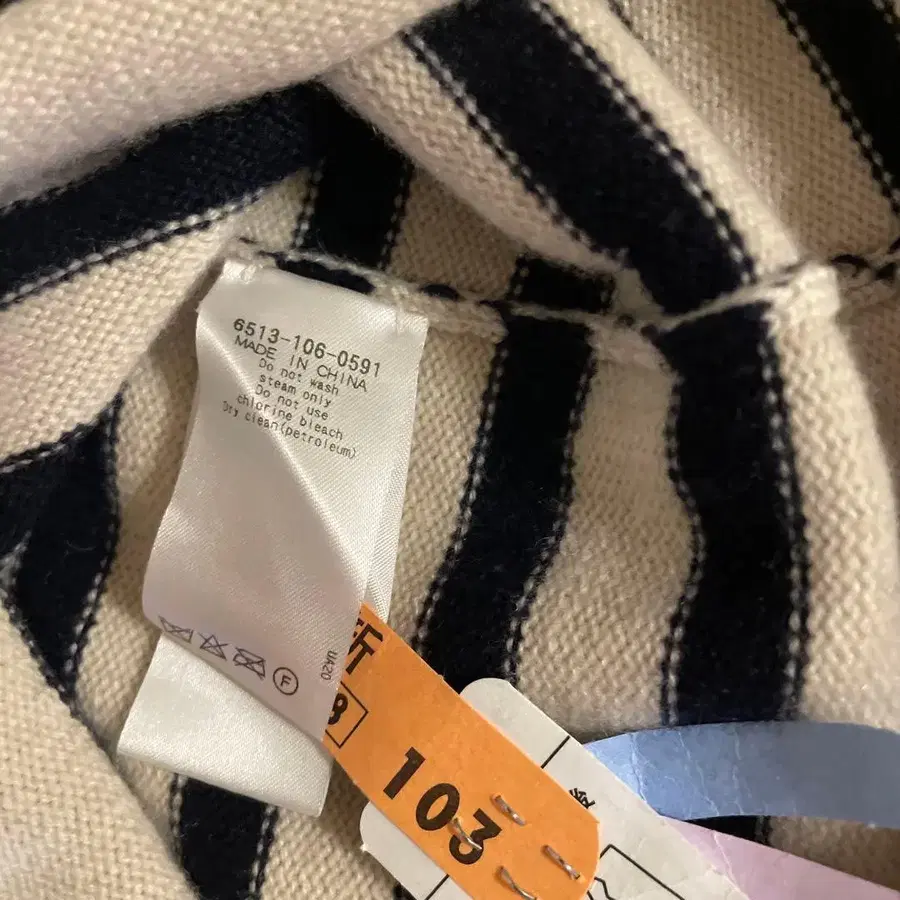 6513-106-0591
MADE IN CHINA
Do not wash
steam only
Do not use
chlorine bleach
Dry clean(petroleum)
F
UA20
103